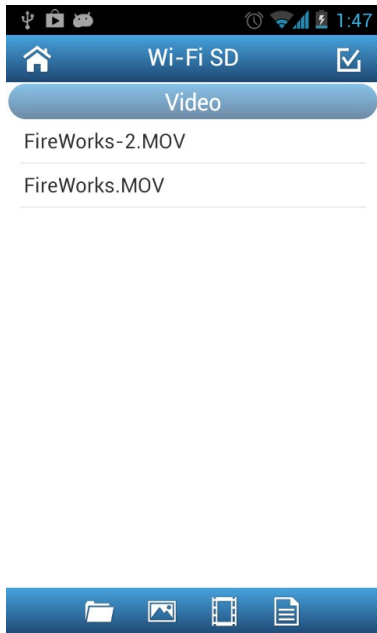 1:47
Wi-Fi SD
Video
FireWorks-2.MOV
FireWorks.MOV